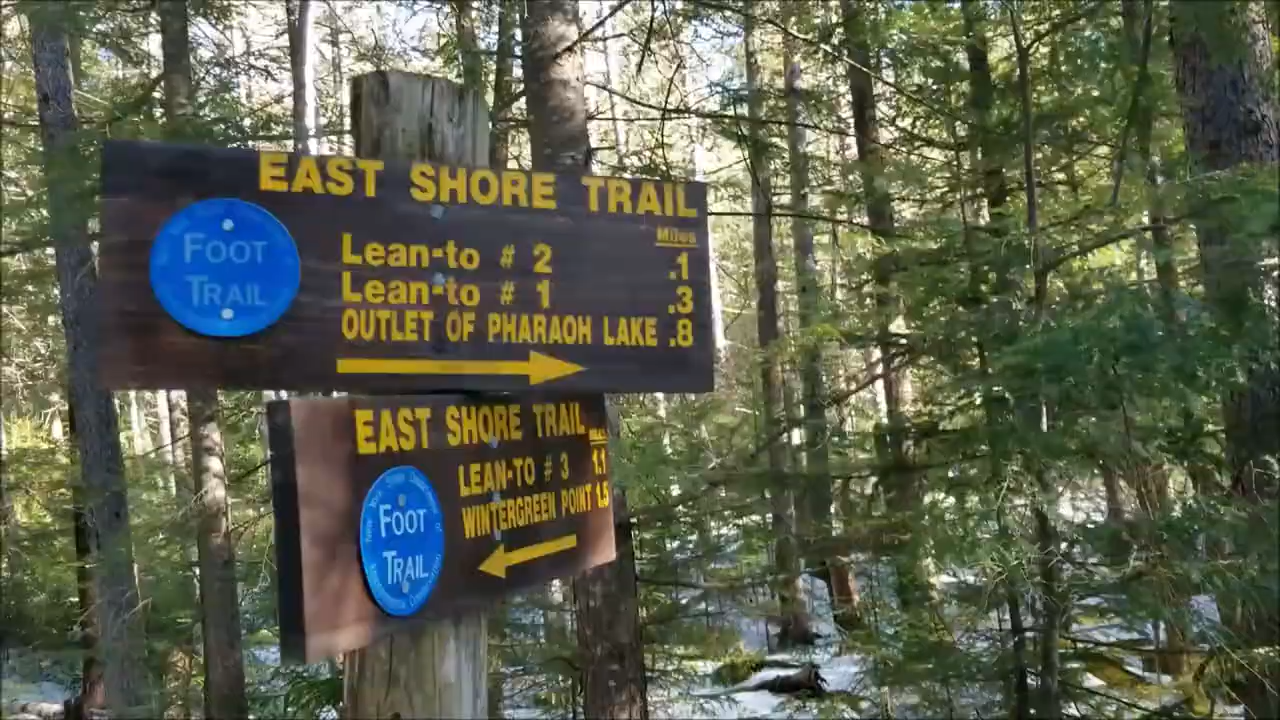 EAST SHORE TRAIL
Miles
FOOT
TRAIL
Lean-to # 2 .1
Lean-to # 1 .3
OUTLET OF PHARAOH LAKE .8
EAST SHORE TRAIL
LEAN-TO # 3 1.1
WINTERGREEN POINT 1.5
FOOT
TRAIL